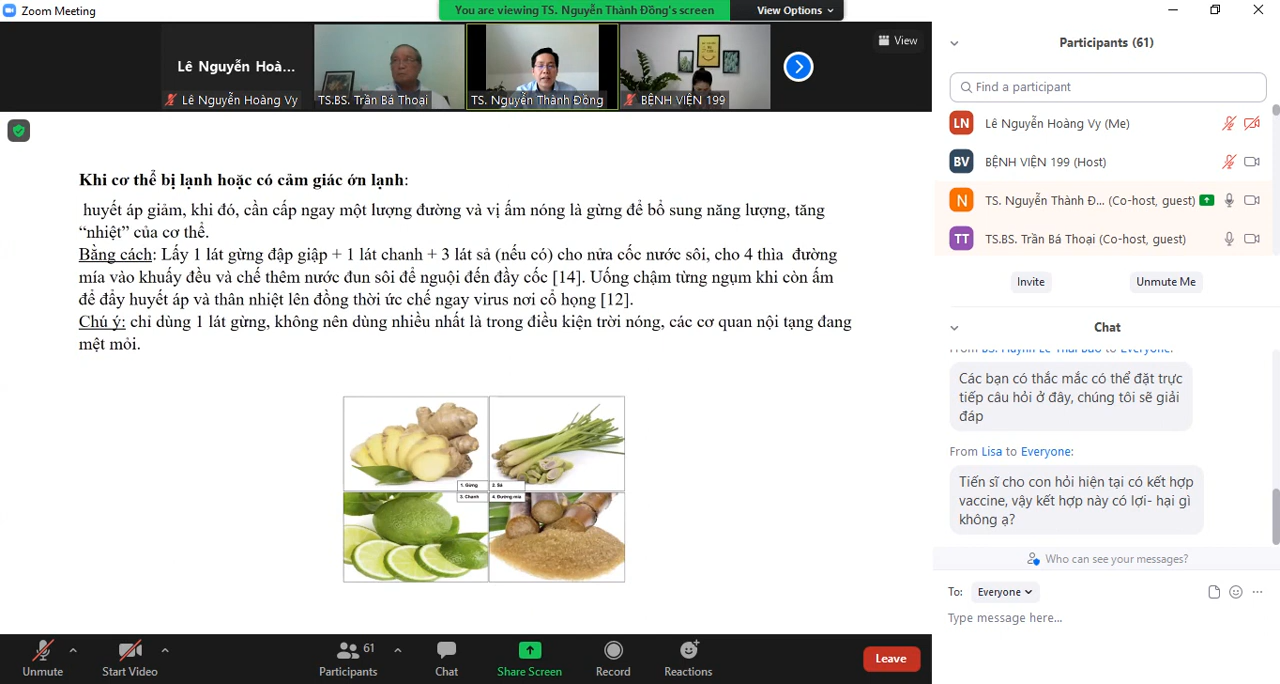 Zoom Meeting
You are viewing TS. Nguyễn Thành Đồng's screen
View Options
Lê Nguyễn Hoà...
Lê Nguyễn Hoàng Vy
TS.BS. Trần Bá Thoại
TS. Nguyễn Thành Đồng
BỆNH VIỆN 199
View
Khi cơ thể bị lạnh hoặc có cảm giác ớn lạnh:
huyết áp giảm, khi đó, cần cấp ngay một lượng đường và vị ấm nóng là gừng để bổ sung năng lượng, tăng
“nhiệt” của cơ thể.
Bằng cách: Lấy 1 lát gừng đập giập + 1 lát chanh + 3 lát sả (nếu có) cho nửa cốc nước sôi, cho 4 thìa đường
mía vào khuấy đều và chế thêm nước đun sôi để nguội đến đầy cốc [14]. Uống chậm từng ngụm khi còn ấm
để đẩy huyết áp và thân nhiệt lên đồng thời ức chế ngay virus nơi cổ họng [12].
Chú ý: chỉ dùng 1 lát gừng, không nên dùng nhiều nhất là trong điều kiện trời nóng, các cơ quan nội tạng đang
mệt mỏi.
1. Gừng
2. Sả
3. Chanh
4. Đường mía
Participants (61)
Find a participant
LN Lê Nguyễn Hoàng Vy (Me)
BV BỆNH VIỆN 199 (Host)
N TS. Nguyễn Thành Đ... (Co-host, guest)
TT TS.BS. Trần Bá Thoại (Co-host, guest)
Invite
Unmute Me
Chat
Các bạn có thắc mắc có thể đặt trực
tiếp câu hỏi ở đây, chúng tôi sẽ giải
đáp
From Lisa to Everyone:
Tiến sĩ cho con hỏi hiện tại có kết hợp
vaccine, vậy kết hợp này có lợi- hại gì
không ạ?
Who can see your messages?
To: Everyone
Type message here...
Unmute
Start Video
61
Participants
Chat
Share Screen
Record
Reactions
Leave